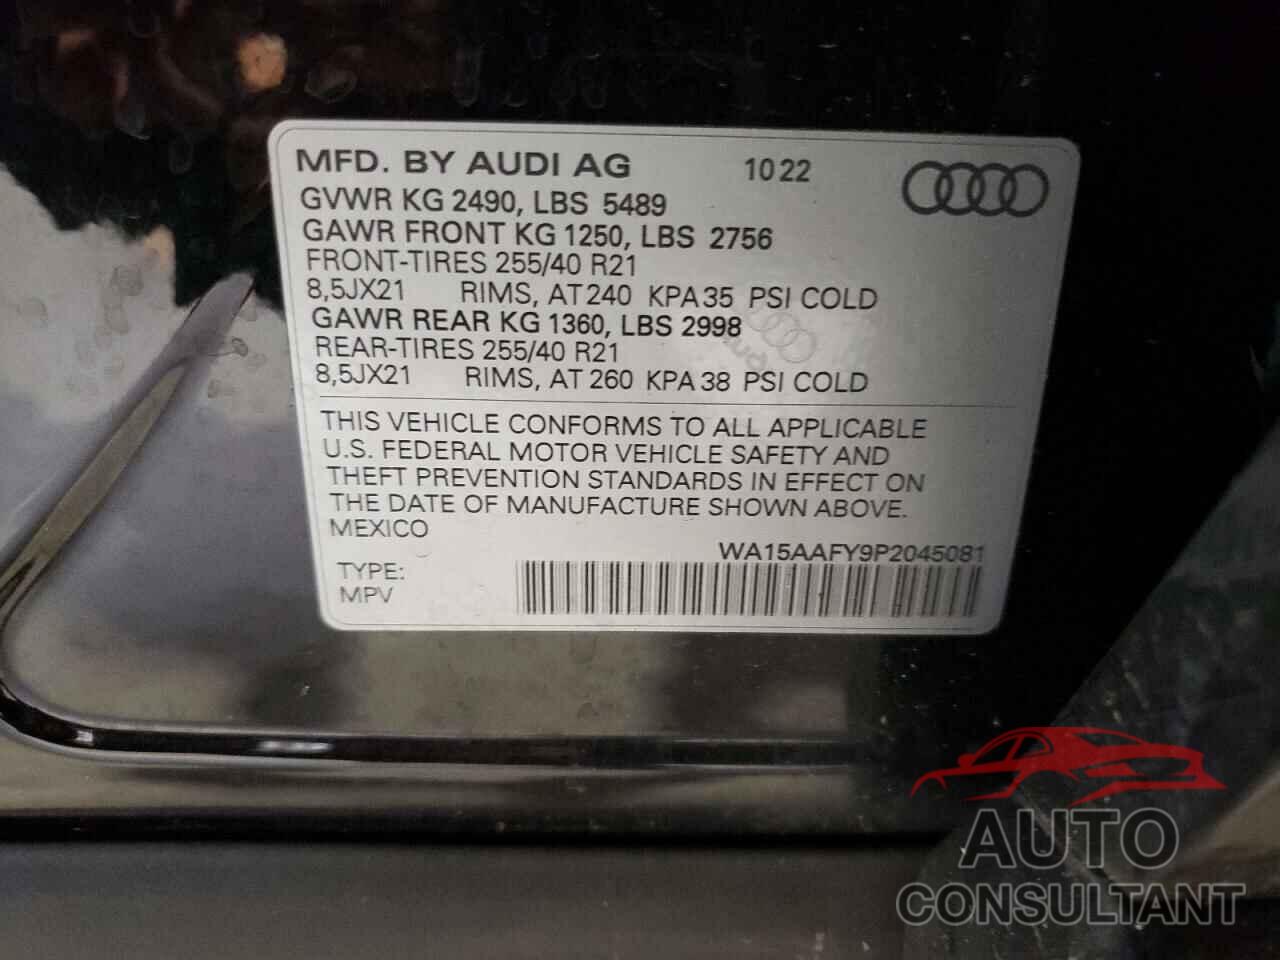 MFD. BY AUDI AG 1022
GVWR KG 2490, LBS 5489
GAWR FRONT KG 1250, LBS 2756
FRONT-TIRES 255/40 R21
8,5JX21 RIMS, AT 240 KPA 35 PSI COLD
GAWR REAR KG 1360, LBS 2998
REAR-TIRES 255/40 R21
8,5JX21 RIMS, AT 260 KPA 38 PSI COLD
THIS VEHICLE CONFORMS TO ALL APPLICABLE
U.S. FEDERAL MOTOR VEHICLE SAFETY AND
THEFT PREVENTION STANDARDS IN EFFECT ON
THE DATE OF MANUFACTURE SHOWN ABOVE.
MEXICO
WA15AAFY9P2045081
TYPE:
MPV
AUTO
CONSULTANT